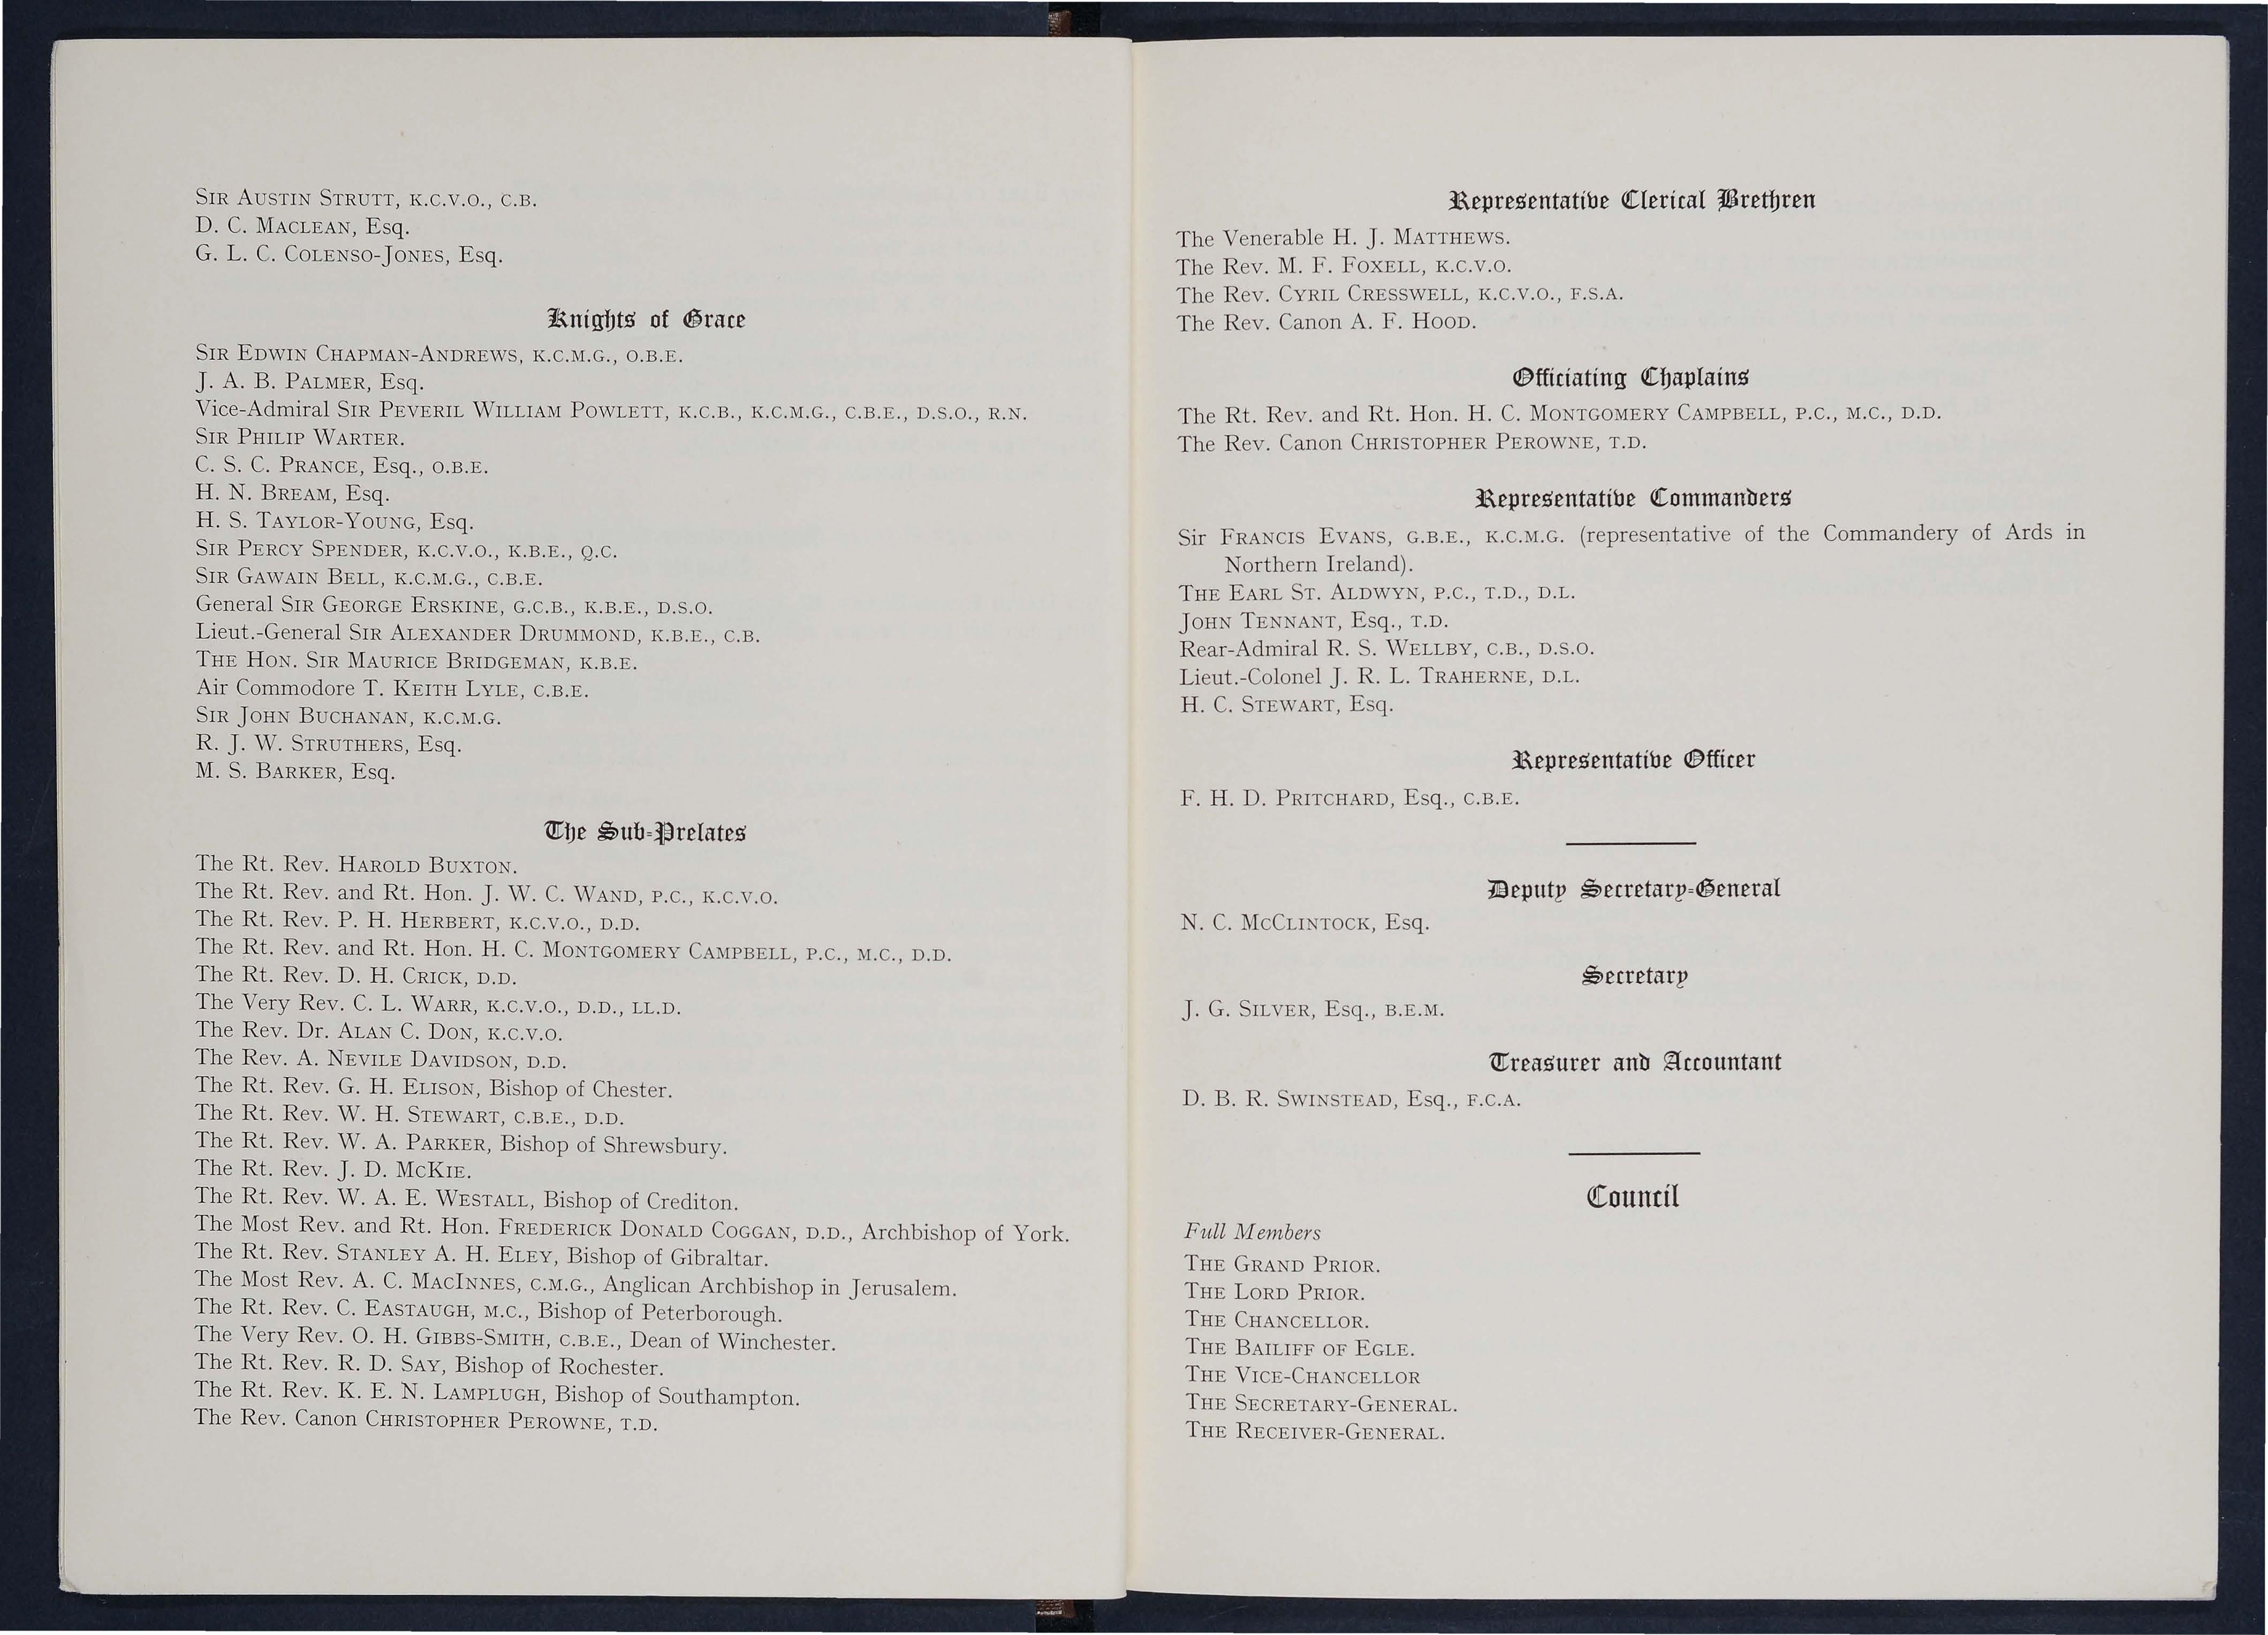 SIR AUSTIN STRUTT, K.C.V.O., C.B.
D. C. MACLEAN, Esq.
G. L. C. COLENSO-JONES, Esq.
Knights of Grace
SIR EDWIN CHAPMAN-ANDREWS, K.C.M.G., O.B.E.
J. A. B. PALMER, Esq.
Vice-Admiral SIR PEVERIL WILLIAM POWLETT, K.C.B., K.C.M.G., C.B.E., D.S.O., R.N.
SIR PHILIP WARTER.
C. S. C. PRANCE, Esq., O.B.E.
H. N. BREAM, Esq.
H. S. TAYLOR-YOUNG, Esq.
SIR PERCY SPENDER, K.C.V.O., K.B.E., Q.C.
SIR GAWAIN BELL, K.C.M.G., C.B.E.
General SIR GEORGE ERSKINE, G.C.B., K.B.E., D.S.O.
Lieut.-General SIR ALEXANDER DRUMMOND, K.B.E., C.B.
THE HON. SIR MAURICE BRIDGEMAN, K.B.E.
Air Commodore T. KEITH LYLE, C.B.E.
SIR JOHN BUCHANAN, K.C.M.G.
R. J. W. STRUTHERS, Esq.
M. S. BARKER, Esq.
The Sub-Prelates
The Rt. Rev. HAROLD BUXTON.
The Rt. Rev. and Rt. Hon. J. W. C. WAND, P.C., K.C.V.O.
The Rt. Rev. P. H. HERBERT, K.C.V.O., D.D.
The Rt. Rev. and Rt. Hon. H. C. MONTGOMERY CAMPBELL, P.C., M.C., D.D.
The Rt. Rev. D. H. CRICK, D.D.
The Very Rev. C. L. WARR, K.C.V.O., D.D., LL.D.
The Rev. Dr. ALAN C. DON, K.C.V.O.
The Rev. A. NEVILE DAVIDSON, D.D.
The Rt. Rev. G. H. ELISON, Bishop of Chester.
The Rt. Rev. W. H. STEWART, C.B.E., D.D.
The Rt. Rev. W. A. PARKER, Bishop of Shrewsbury.
The Rt. Rev. J. D. MCKIE.
The Rt. Rev. W. A. E. WESTALL, Bishop of Crediton.
The Most Rev. and Rt. Hon. FREDERICK DONALD COGGAN, D.D., Archbishop of York.
The Rt. Rev. STANLEY A. H. ELEY, Bishop of Gibraltar.
The Most Rev. A. C. MACINNES, C.M.G., Anglican Archbishop in Jerusalem.
The Rt. Rev. C. EASTAUGH, M.C., Bishop of Peterborough.
The Very Rev. O. H. GIBBS-SMITH, C.B.E., Dean of Winchester.
The Rt. Rev. R. D. SAY, Bishop of Rochester.
The Rt. Rev. K. E. N. LAMPLUGH, Bishop of Southampton.
The Rev. Canon CHRISTOPHER PEROWNE, T.D.
Representative Clerical Brethren
The Venerable H. J. MATTHEWS.
The Rev. M. F. FOXELL, K.C.V.O.
The Rev. CYRIL CRESSWELL, K.C.V.O., F.S.A.
The Rev. Canon A. F. HOOD.
Officiating Chaplains
The Rt. Rev. and Rt. Hon. H. C. MONTGOMERY CAMPBELL, P.C., M.C., D.D.
The Rev. Canon CHRISTOPHER PEROWNE, T.D.
Representative Commanders
Sir FRANCIS EVANS, G.B.E., K.C.M.G. (representative of the Commandery of Ards in
Northern Ireland).
THE EARL ST. ALDWYN, P.C., T.D., D.L.
JOHN TENNANT, Esq., T.D.
Rear-Admiral R. S. WELLBY, C.B., D.S.O.
Lieut.-Colonel J. R. L. TRAHERNE, D.L.
H. C. STEWART, Esq.
Representative Officer
F. H. D. PRITCHARD, Esq., C.B.E.
Deputy Secretary-General
N. C. MCCLINTOCK, Esq.
Secretary
J. G. SILVER, Esq., B.E.M.
Treasurer and Accountant
D. B. R. SWINSTEAD, Esq., F.C.A.
Council
Full Members
THE GRAND PRIOR.
THE LORD PRIOR.
THE CHANCELLOR.
THE BAILIFF OF EGLE.
THE VICE-CHANCELLOR
THE SECRETARY-GENERAL.
THE RECEIVER-GENERAL.